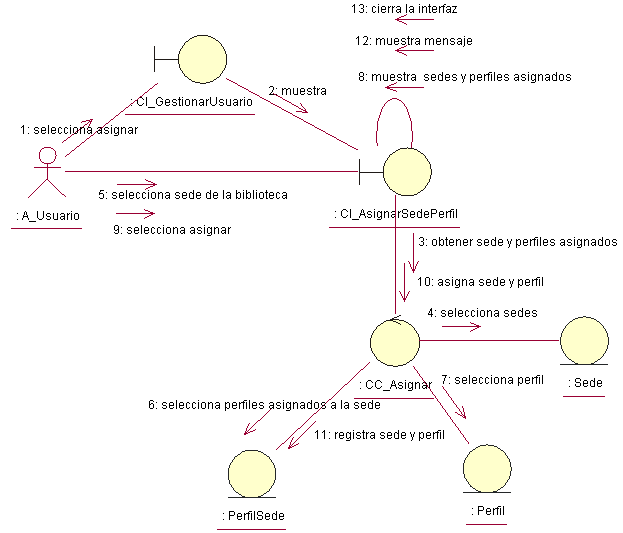 13: cierra la interfaz
12: muestra mensaje
8: muestra sedes y perfiles asignados
2: muestra
: CI_GestionarUsuario
1: selecciona asignar
5: selecciona sede de la biblioteca
: A_Usuario
: CI_AsignarSedePerfil
9: selecciona asignar
3: obtener sede y perfiles asignados
10: asigna sede y perfil
4: selecciona sedes
7: selecciona perfil
: CC_Asignar
: Sede
6: selecciona perfiles asignados a la sede
11: registra sede y perfil
: PerfilSede
: Perfil